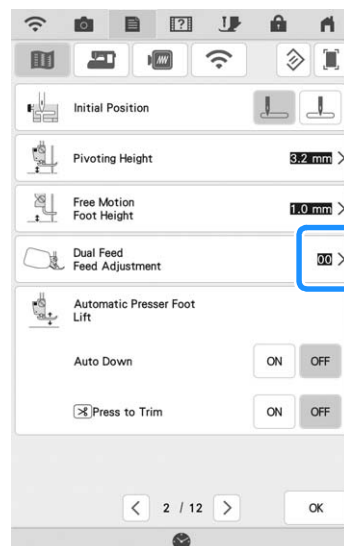 Initial Position
Pivoting Height
3.2 mm
Free Motion
Foot Height
1.0 mm
Dual Feed
Feed Adjustment
00
Automatic Presser Foot
Lift
Auto Down
ON OFF
Press to Trim
ON OFF
2 / 12
OK